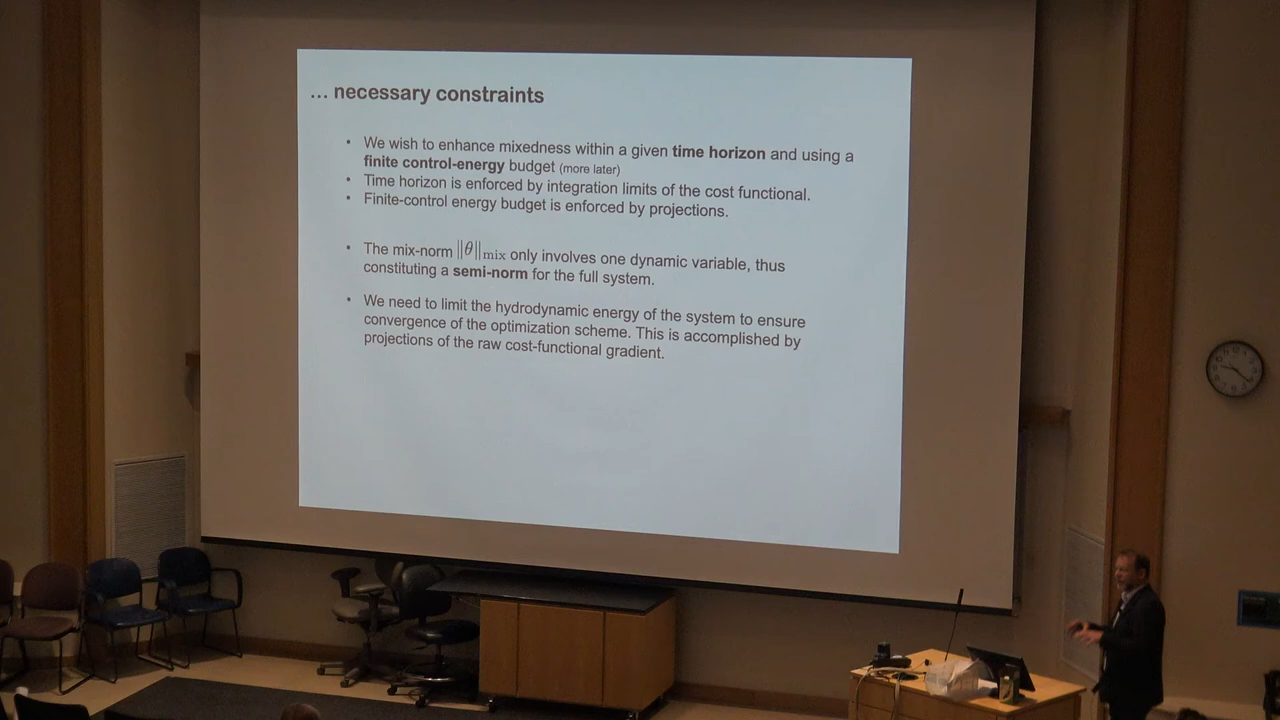 ... necessary constraints
• We wish to enhance mixedness within a given time horizon and using a
finite control-energy budget (more later)
• Time horizon is enforced by integration limits of the cost functional.
• Finite-control energy budget is enforced by projections.
• The mix-norm ||θ||mix only involves one dynamic variable, thus
constituting a semi-norm for the full system.
• We need to limit the hydrodynamic energy of the system to ensure
convergence of the optimization scheme. This is accomplished by
projections of the raw cost-functional gradient.